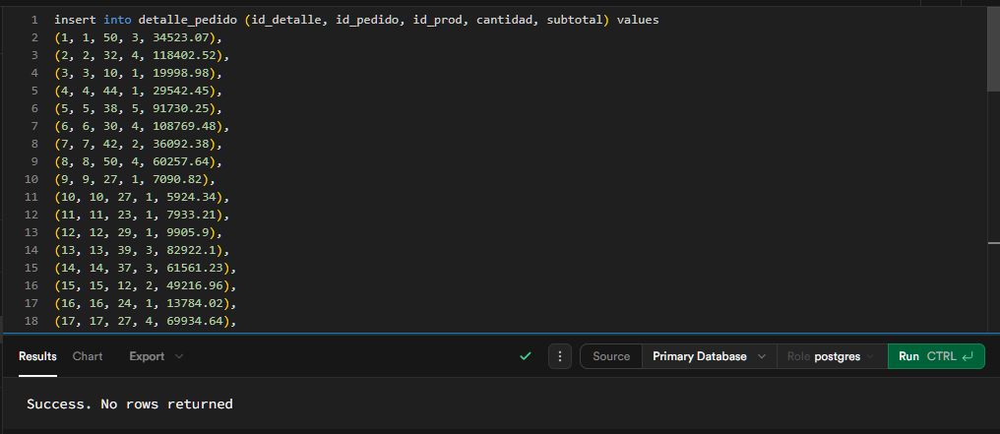 1 insert into detalle_pedido (id_detalle, id_pedido, id_prod, cantidad, subtotal) values
2 (1, 1, 50, 3, 34523.07),
3 (2, 2, 32, 4, 118402.52),
4 (3, 3, 10, 1, 19998.98),
5 (4, 4, 44, 1, 29542.45),
6 (5, 5, 38, 5, 91730.25),
7 (6, 6, 30, 4, 108769.48),
8 (7, 7, 42, 2, 36092.38),
9 (8, 8, 50, 4, 60257.64),
10 (9, 9, 27, 1, 7090.82),
11 (10, 10, 27, 1, 5924.34),
12 (11, 11, 23, 1, 7933.21),
13 (12, 12, 29, 1, 9905.9),
14 (13, 13, 39, 3, 82922.1),
15 (14, 14, 37, 3, 61561.23),
16 (15, 15, 12, 2, 49216.96),
17 (16, 16, 24, 1, 13784.02),
18 (17, 17, 27, 4, 69934.64),
Results Chart Export Source Primary Database Role postgres Run CTRL
Success. No rows returned